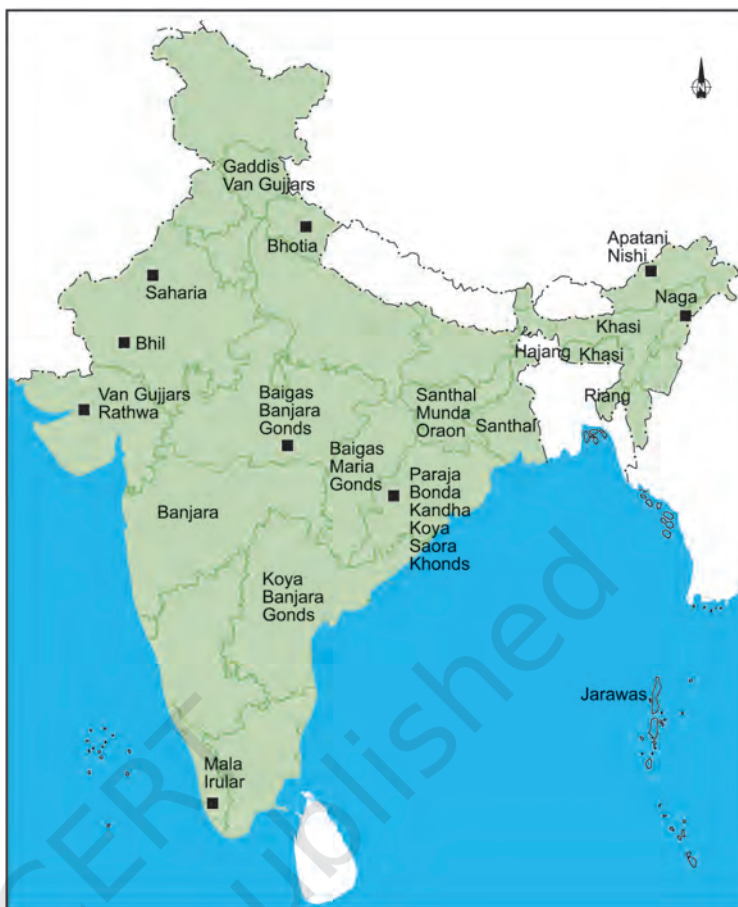 N
Gaddis
Van Gujjars
Bhotia
Apatani
Nishi
Saharia
Naga
Khasi
Bhil
Hajang
Khasi
Van Gujjars
Rathwa
Baigas
Banjara
Gonds
Santhal
Munda
Oraon
Santhal
Riang
Baigas
Maria
Gonds
Paraja
Bonda
Kandha
Koya
Saora
Khonds
Banjara
Koya
Banjara
Gonds
Jarawas
Mala
Irular
CERT
ublished